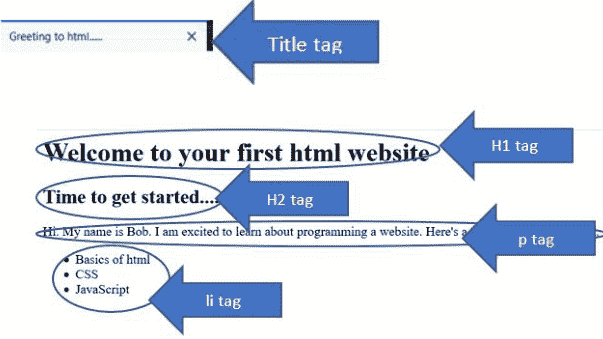 Greeting to html.....
Title tag
Welcome to your first html website
H1 tag
Time to get started....
H2 tag
Hi. My name is Bob. I am excited to learn about programming a website. Here's a
p tag
Basics of html
CSS
JavaScript
li tag